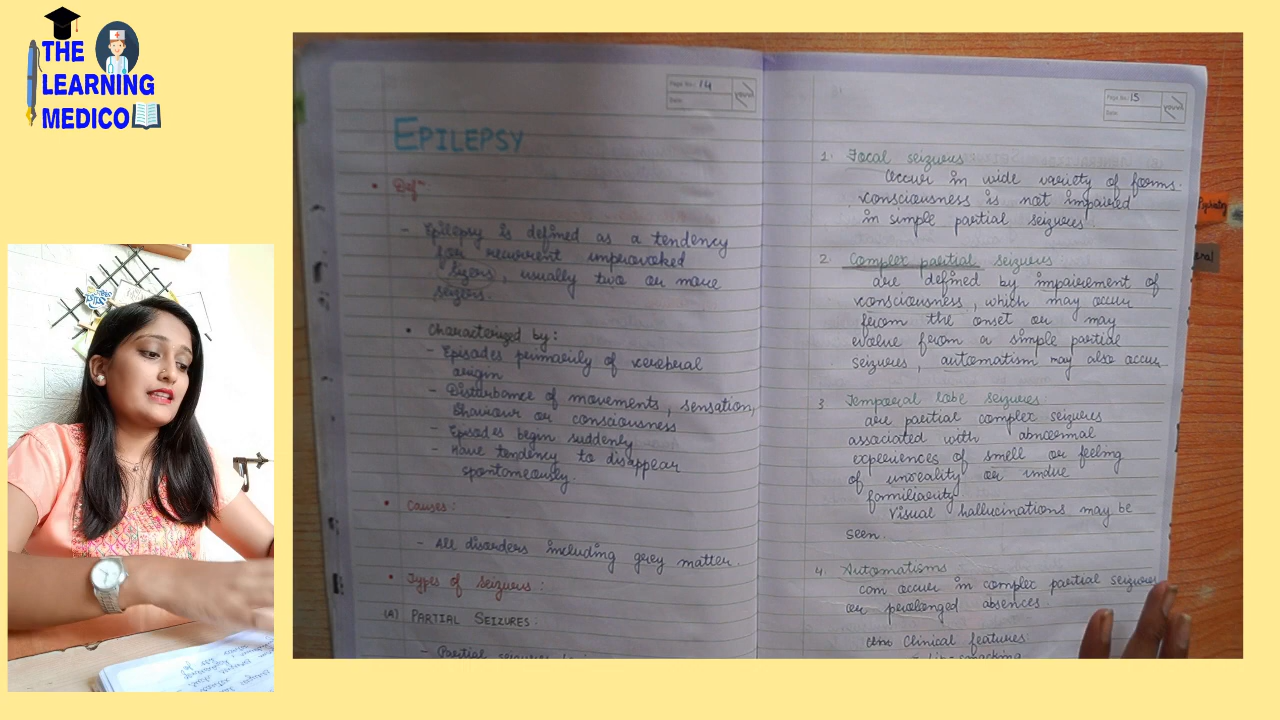 THE
LEARNING
MEDICO
Page No.: 14
Date:
EPILEPSY
• Defⁿ:
- Epilepsy is defined as a tendency
for recurrent unprovoked
sizers, usually two or more
seizers.
• Characterized by:
- Episodes primarily of cerebral
origin
- Disturbance of movements, sensation,
behaviour or consciousness
- Episodes begin suddenly
- Have tendency to disappear
spontaneously.
• Causes:
- All disorders including grey matter.
• Types of seizures:
(A) PARTIAL SEIZURES:
- Partial seizures
Page No.: 15
Date:
1. Focal seizures
Occur in wide variety of forms.
consciousness is not impaired
in simple partial seizures.
2. Complex partial seizures:
are defined by impairement of
consciousness, which may occur
from the onset or may
evolve from a simple partial
seizures, automatism may also occur.
3. Temporal lobe seizures:
are partial complex seizures
associated with abnormal
experiences of smell or feeling
of unreality or undue
familiarity
Visual hallucinations may be
seen.
4. Automatisms
can occur in complex partial seizures
or prolonged absences.
Clinical features:
- lip-smacking